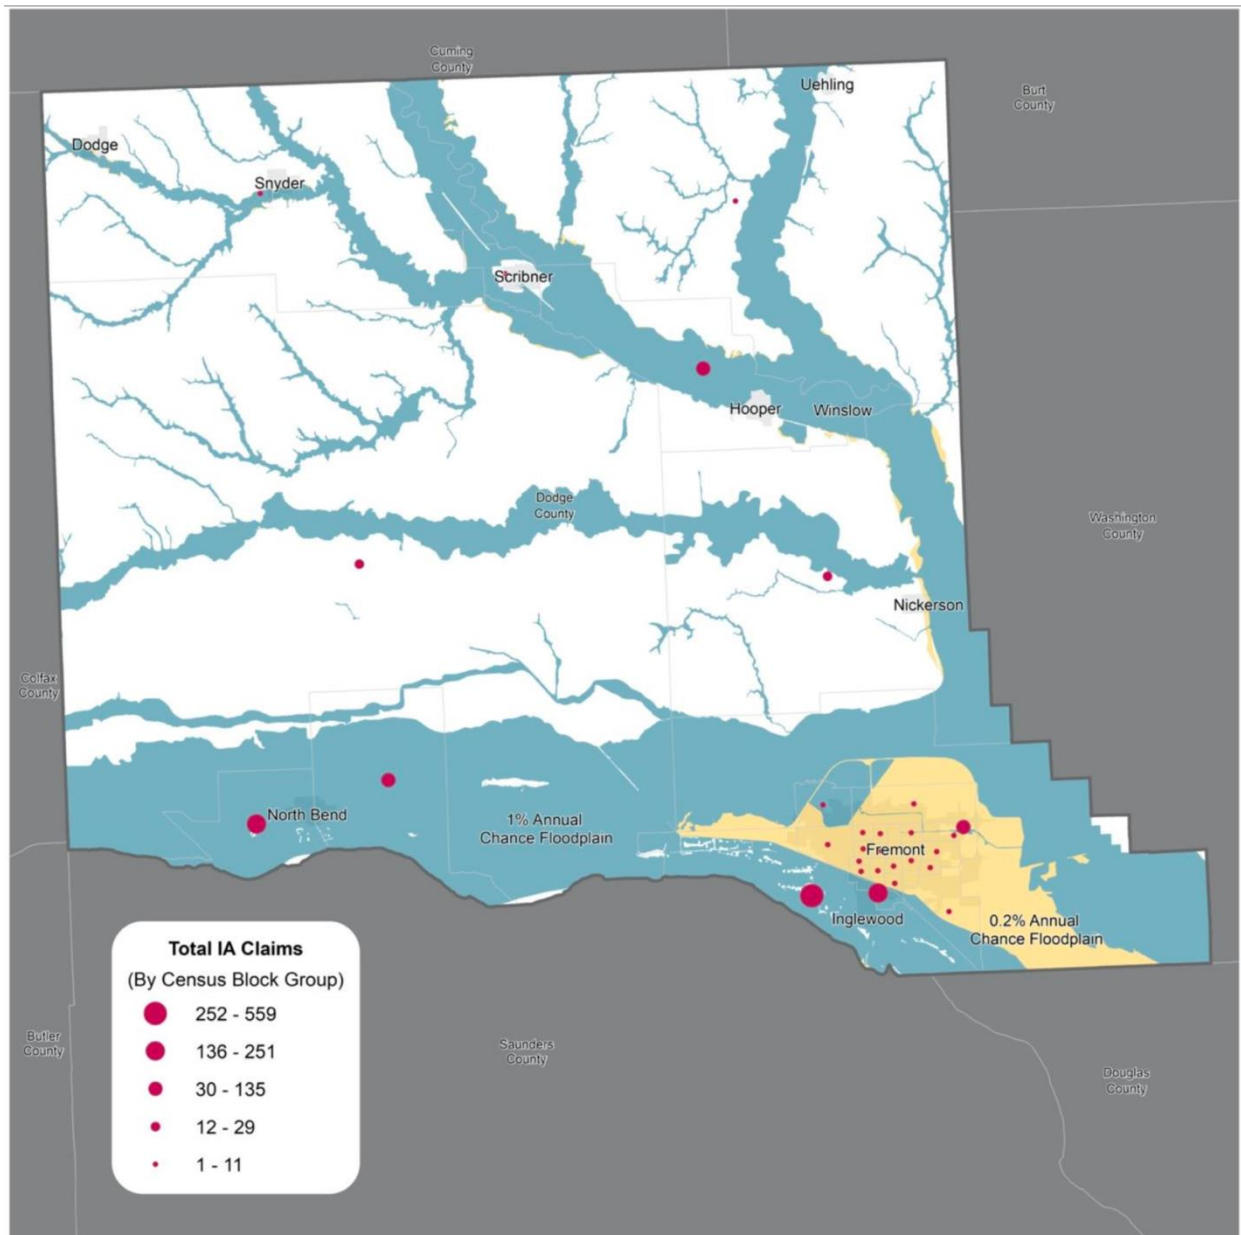 Cuming
County
Uehling
Burt
County
Dodge
Snyder
Scribner
Hooper
Winslow
Dodge
County
Washington
County
Nickerson
Colfax
County
North Bend
1% Annual
Chance Floodplain
Fremont
Inglewood
0.2% Annual
Chance Floodplain
Total IA Claims
(By Census Block Group)
252 - 559
136 - 251
30 - 135
12 - 29
1 - 11
Butler
County
Saunders
County
Douglas
County